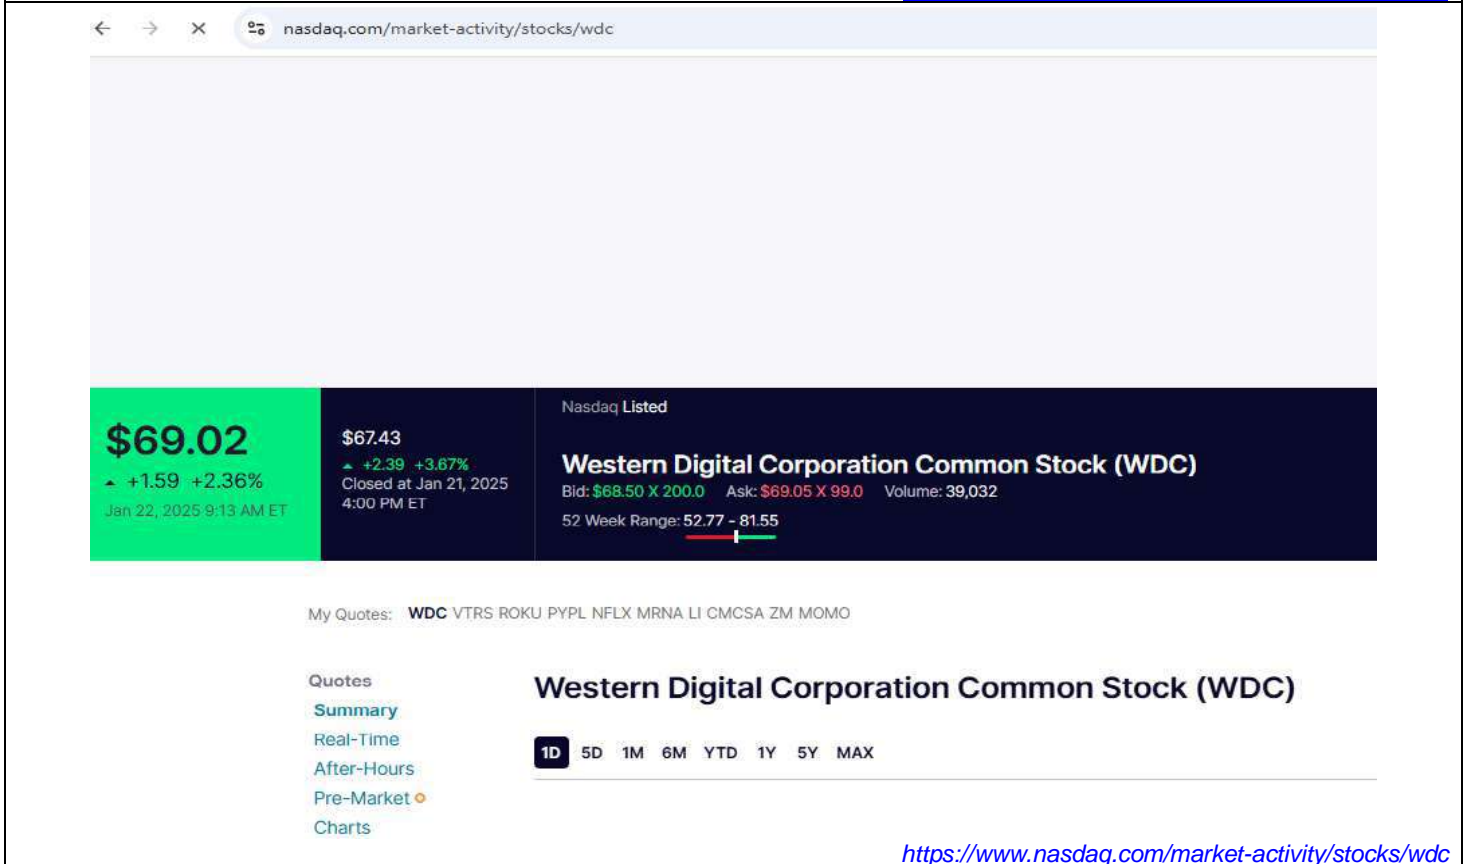 nasdaq.com/market-activity/stocks/wdc
$69.02
+1.59 +2.36%
Jan 22, 2025 9:13 AM ET
$67.43
+2.39 +3.67%
Closed at Jan 21, 2025
4:00 PM ET
Nasdaq Listed
Western Digital Corporation Common Stock (WDC)
Bid: $68.50 X 200.0 Ask: $69.05 X 99.0 Volume: 39,032
52 Week Range: 52.77 - 81.55
My Quotes: WDC VTRS ROKU PYPL NFLX MRNA LI CMCSA ZM MOMO
Quotes
Summary
Real-Time
After-Hours
Pre-Market
Charts
Western Digital Corporation Common Stock (WDC)
1D 5D 1M 6M YTD 1Y 5Y MAX
https://www.nasdaq.com/market-activity/stocks/wdc